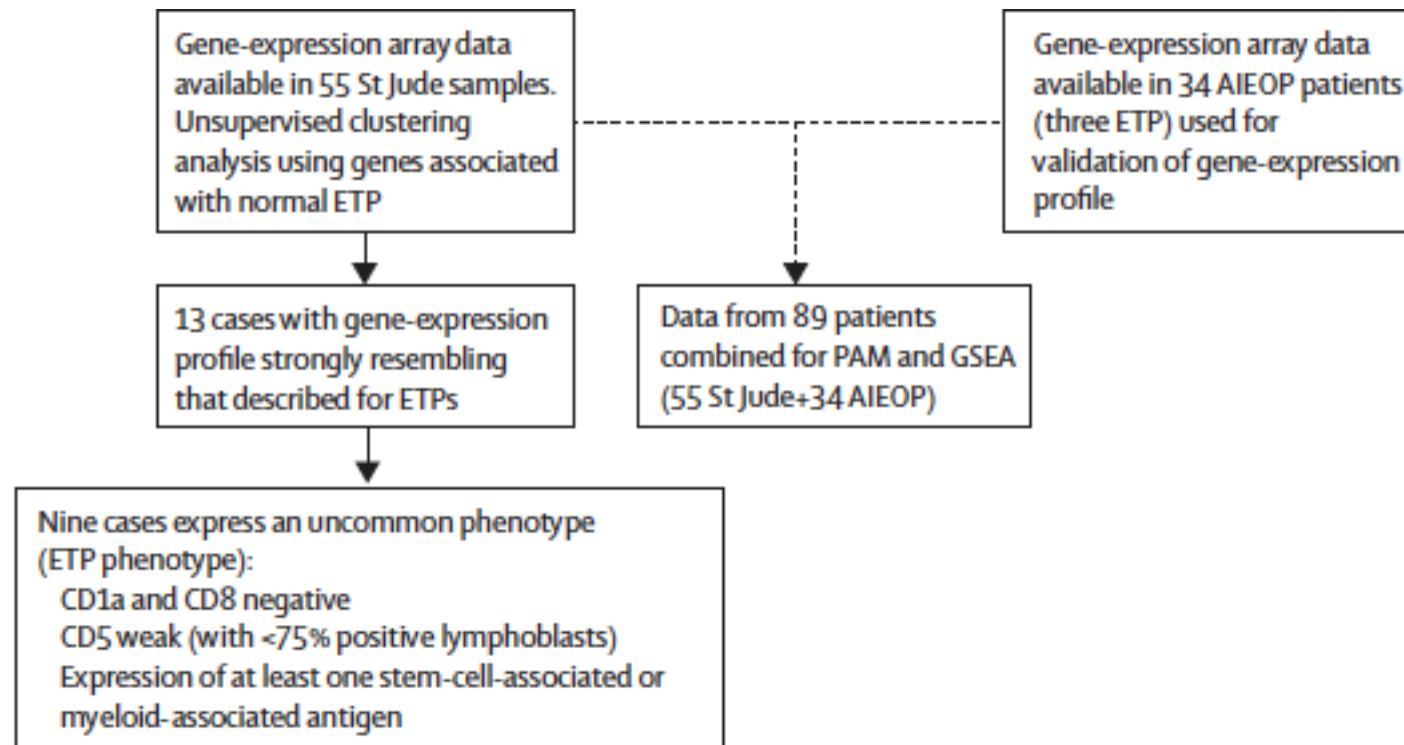 Gene-expression array data
available in 55 St Jude samples.
Unsupervised clustering
analysis using genes associated
with normal ETP
Gene-expression array data
available in 34 AIEOP patients
(three ETP) used for
validation of gene-expression
profile
13 cases with gene-expression
profile strongly resembling
that described for ETPs
Data from 89 patients
combined for PAM and GSEA
(55 St Jude+34 AIEOP)
Nine cases express an uncommon phenotype
(ETP phenotype):
CD1a and CD8 negative
CD5 weak (with <75% positive lymphoblasts)
Expression of at least one stem-cell-associated or
myeloid-associated antigen